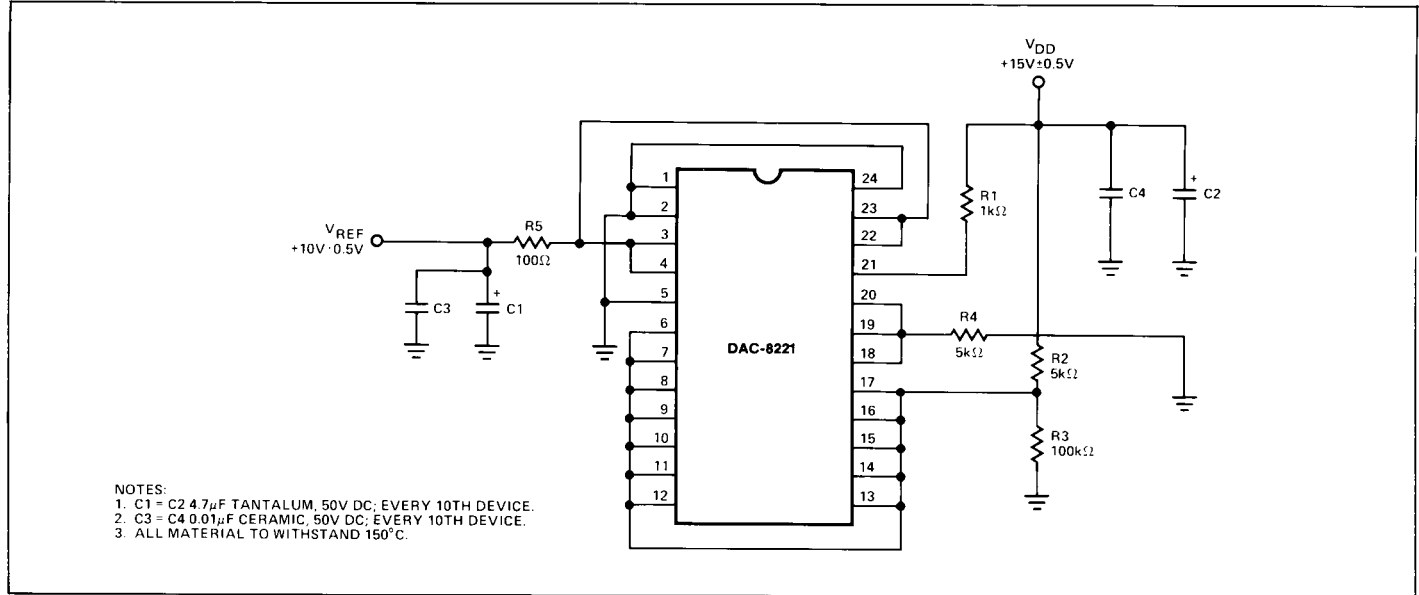 V_DD
+15V±0.5V
1
2
3
4
5
6
7
8
9
10
11
12
24
23
22
21
20
19
18
17
16
15
14
13
DAC-8221
V_REF
+10V·0.5V
R5
100Ω
C3
+
C1
R1
1kΩ
C4
+
C2
R4
5kΩ
R2
5kΩ
R3
100kΩ
NOTES:
1. C1 = C2 4.7μF TANTALUM, 50V DC; EVERY 10TH DEVICE.
2. C3 = C4 0.01μF CERAMIC, 50V DC; EVERY 10TH DEVICE.
3. ALL MATERIAL TO WITHSTAND 150°C.